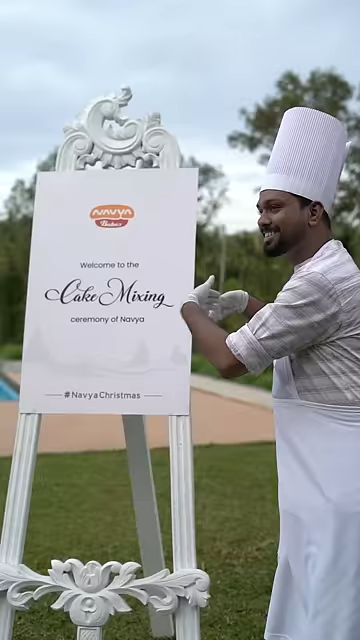 NAVYA
Bakers
Welcome to the
Cake Mixing
ceremony of Navya
#NavyaChristmas